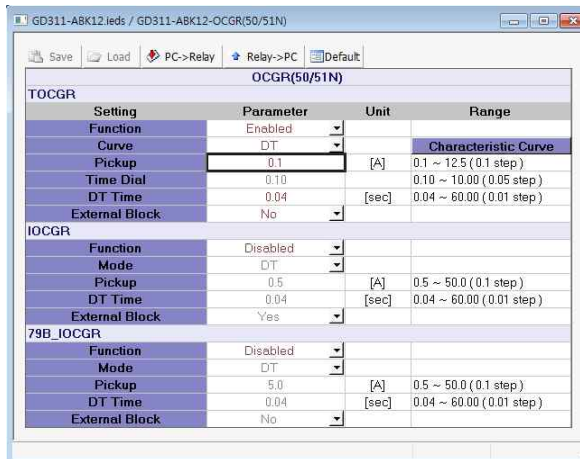 GD311-ABK12.ieds / GD311-ABK12-OCGR(50/51N)
Save Load PC->Relay Relay->PC Default
OCGR(50/51N)
TOCGR
Setting Parameter Unit Range
Function Enabled
Curve DT Characteristic Curve
Pickup 0.1 [A] 0.1 ~ 12.5 ( 0.1 step )
Time Dial 0.10 0.10 ~ 10.00 ( 0.05 step )
DT Time 0.04 [sec] 0.04 ~ 60.00 ( 0.01 step )
External Block No
IOCGR
Function Disabled
Mode DT
Pickup 0.5 [A] 0.5 ~ 50.0 ( 0.1 step )
DT Time 0.04 [sec] 0.04 ~ 60.00 ( 0.01 step )
External Block Yes
79B_IOCGR
Function Disabled
Mode DT
Pickup 5.0 [A] 0.5 ~ 50.0 ( 0.1 step )
DT Time 0.04 [sec] 0.04 ~ 60.00 ( 0.01 step )
External Block No